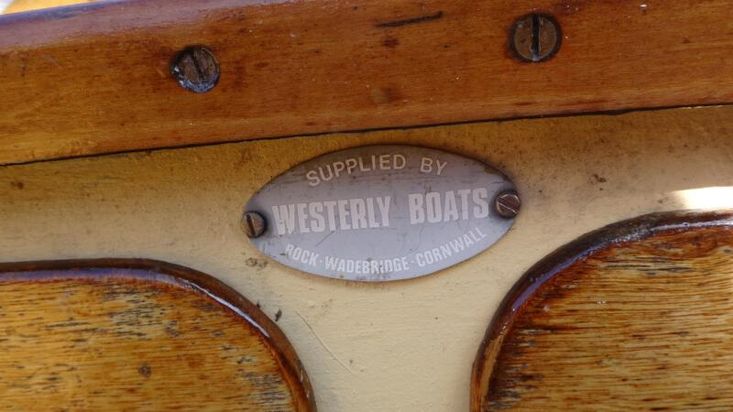 SUPPLIED BY
WESTERLY BOATS
ROCK-WADEBRIDGE-CORNWALL